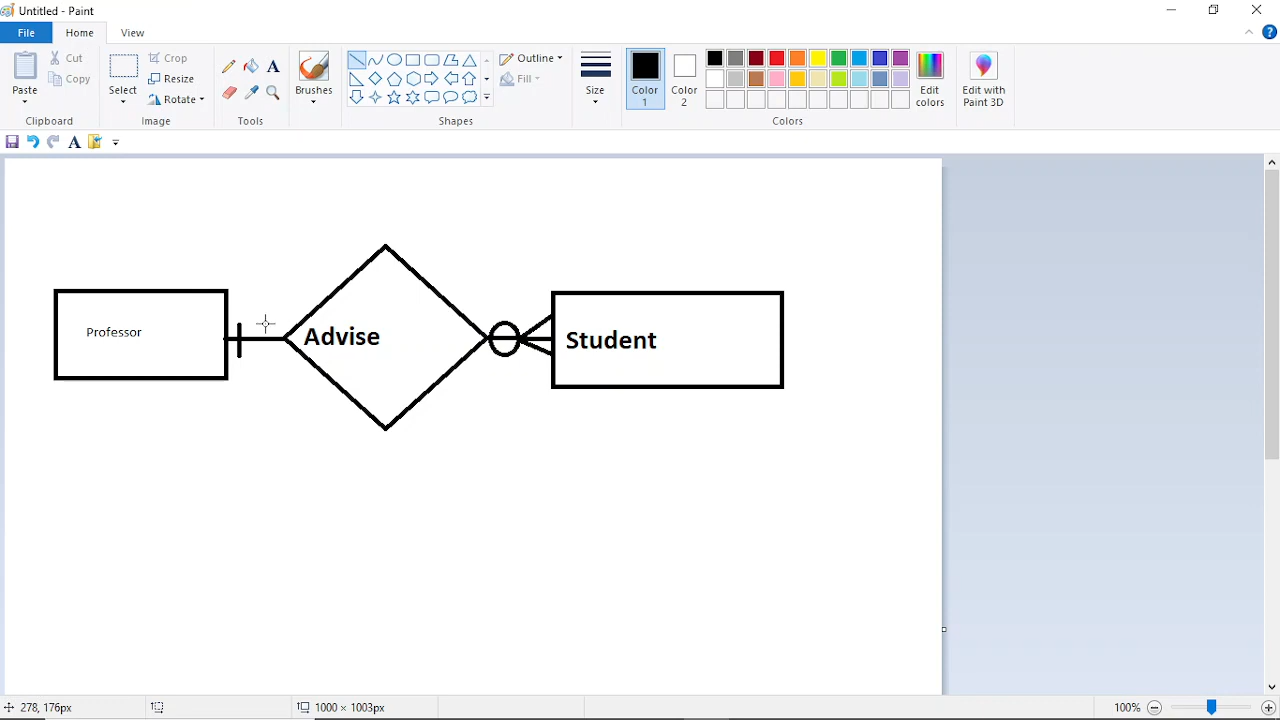 Untitled - Paint
File
Home
View
Paste
Cut
Copy
Clipboard
Select
Crop
Resize
Rotate
Image
A
Tools
Brushes
Outline
Fill
Shapes
Size
Color
1
Color
2
Edit
colors
Colors
Edit with
Paint 3D
?
A
Professor
Advise
Student
278, 176px
1000 × 1003px
100%